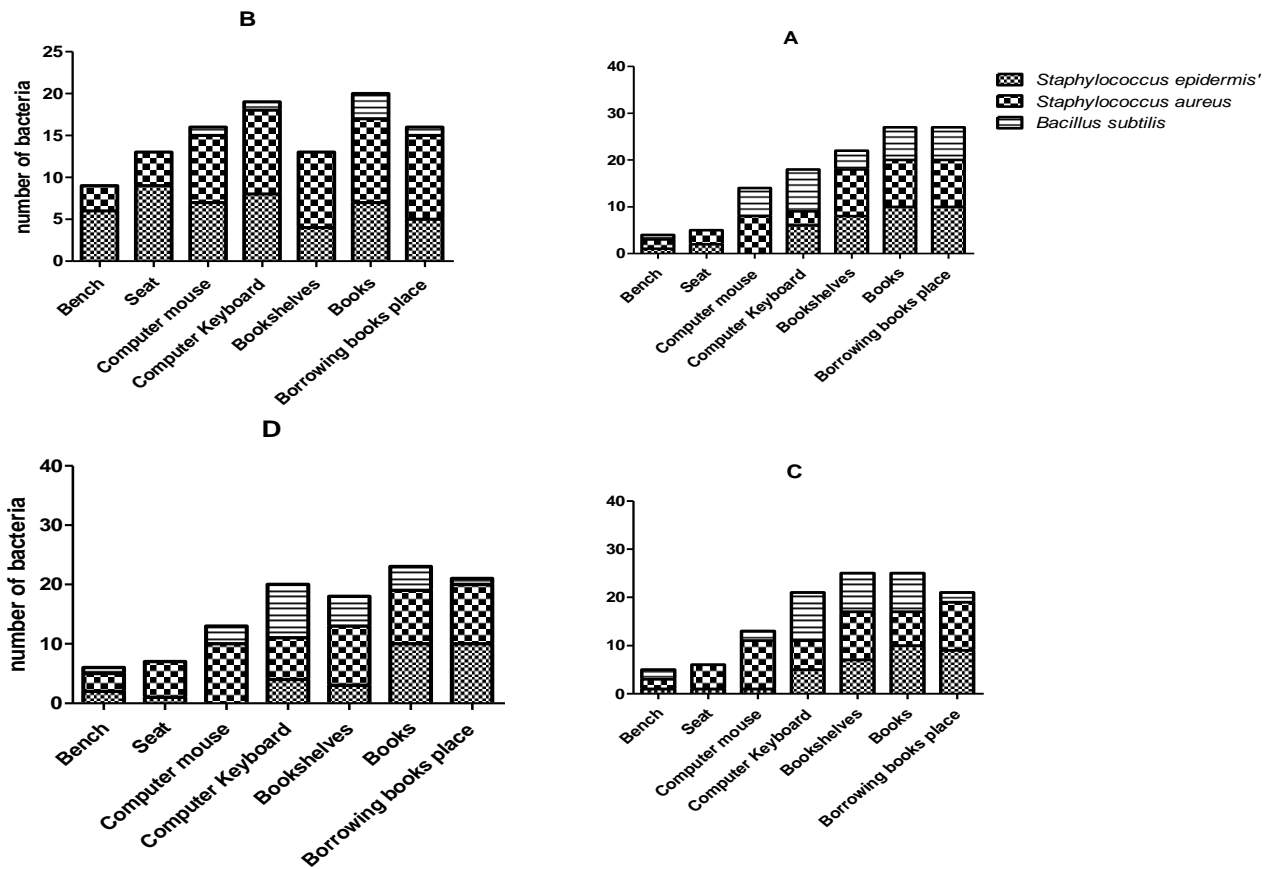 B
number of bacteria
25
20
15
10
5
0
Bench
Seat
Computer mouse
Computer Keyboard
Bookshelves
Books
Borrowing books place
A
40
30
20
10
0
Bench
Seat
Computer mouse
Computer Keyboard
Bookshelves
Books
Borrowing books place
Staphylococcus epidermis'
Staphylococcus aureus
Bacillus subtilis
D
number of bacteria
40
30
20
10
0
Bench
Seat
Computer mouse
Computer Keyboard
Bookshelves
Books
Borrowing books place
C
40
30
20
10
0
Bench
Seat
Computer mouse
Computer Keyboard
Bookshelves
Books
Borrowing books place